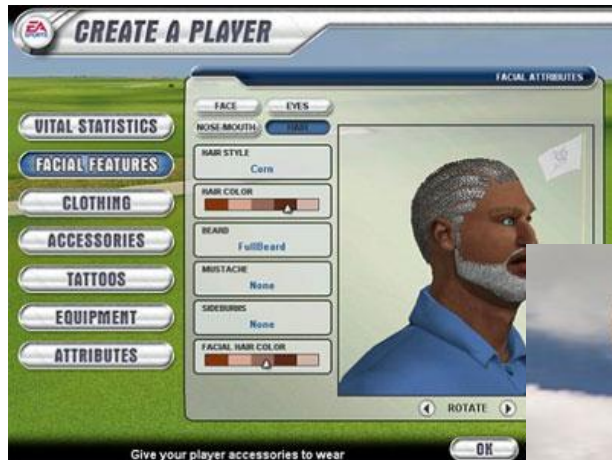 EA
SPORTS
CREATE A PLAYER
FACIAL ATTRIBUTES
FACE
EYES
NOSE-MOUTH
HAIR
VITAL STATISTICS
FACIAL FEATURES
CLOTHING
ACCESSORIES
TATTOOS
EQUIPMENT
ATTRIBUTES
HAIR STYLE
Corn
HAIR COLOR
BEARD
FullBeard
MUSTACHE
None
SIDEBURNS
None
FACIAL HAIR COLOR
ROTATE
Give your player accessories to wear
OK